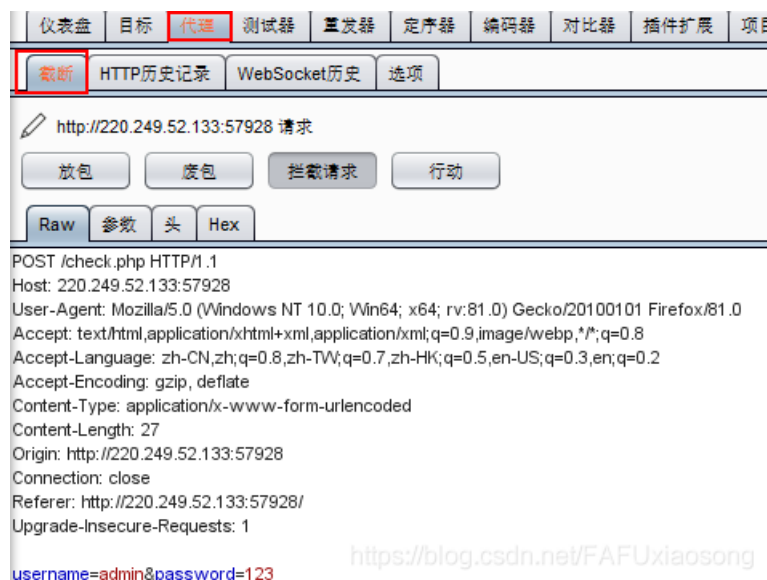 仪表盘 目标 代理 测试器 重发器 定序器 编码器 对比器 插件扩展 项目
截断 HTTP历史记录 WebSocket历史 选项
http://220.249.52.133:57928 请求
放包 废包 拦截请求 行动
Raw 参数 头 Hex
POST /check.php HTTP/1.1
Host: 220.249.52.133:57928
User-Agent: Mozilla/5.0 (Windows NT 10.0; Win64; x64; rv:81.0) Gecko/20100101 Firefox/81.0
Accept: text/html,application/xhtml+xml,application/xml;q=0.9,image/webp,*/*;q=0.8
Accept-Language: zh-CN,zh;q=0.8,zh-TW;q=0.7,zh-HK;q=0.5,en-US;q=0.3,en;q=0.2
Accept-Encoding: gzip, deflate
Content-Type: application/x-www-form-urlencoded
Content-Length: 27
Origin: http://220.249.52.133:57928
Connection: close
Referer: http://220.249.52.133:57928/
Upgrade-Insecure-Requests: 1
https://blog.csdn.net/FAFUxiaosong
username=admin&password=123